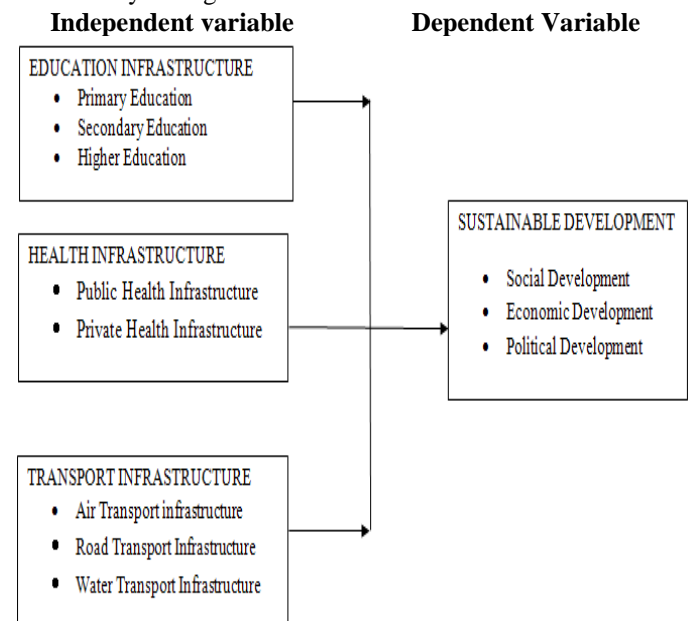 Independent variable
Dependent Variable
EDUCATION INFRASTRUCTURE
• Primary Education
• Secondary Education
• Higher Education
HEALTH INFRASTRUCTURE
• Public Health Infrastructure
• Private Health Infrastructure
TRANSPORT INFRASTRUCTURE
• Air Transport infrastructure
• Road Transport Infrastructure
• Water Transport Infrastructure
SUSTAINABLE DEVELOPMENT
• Social Development
• Economic Development
• Political Development